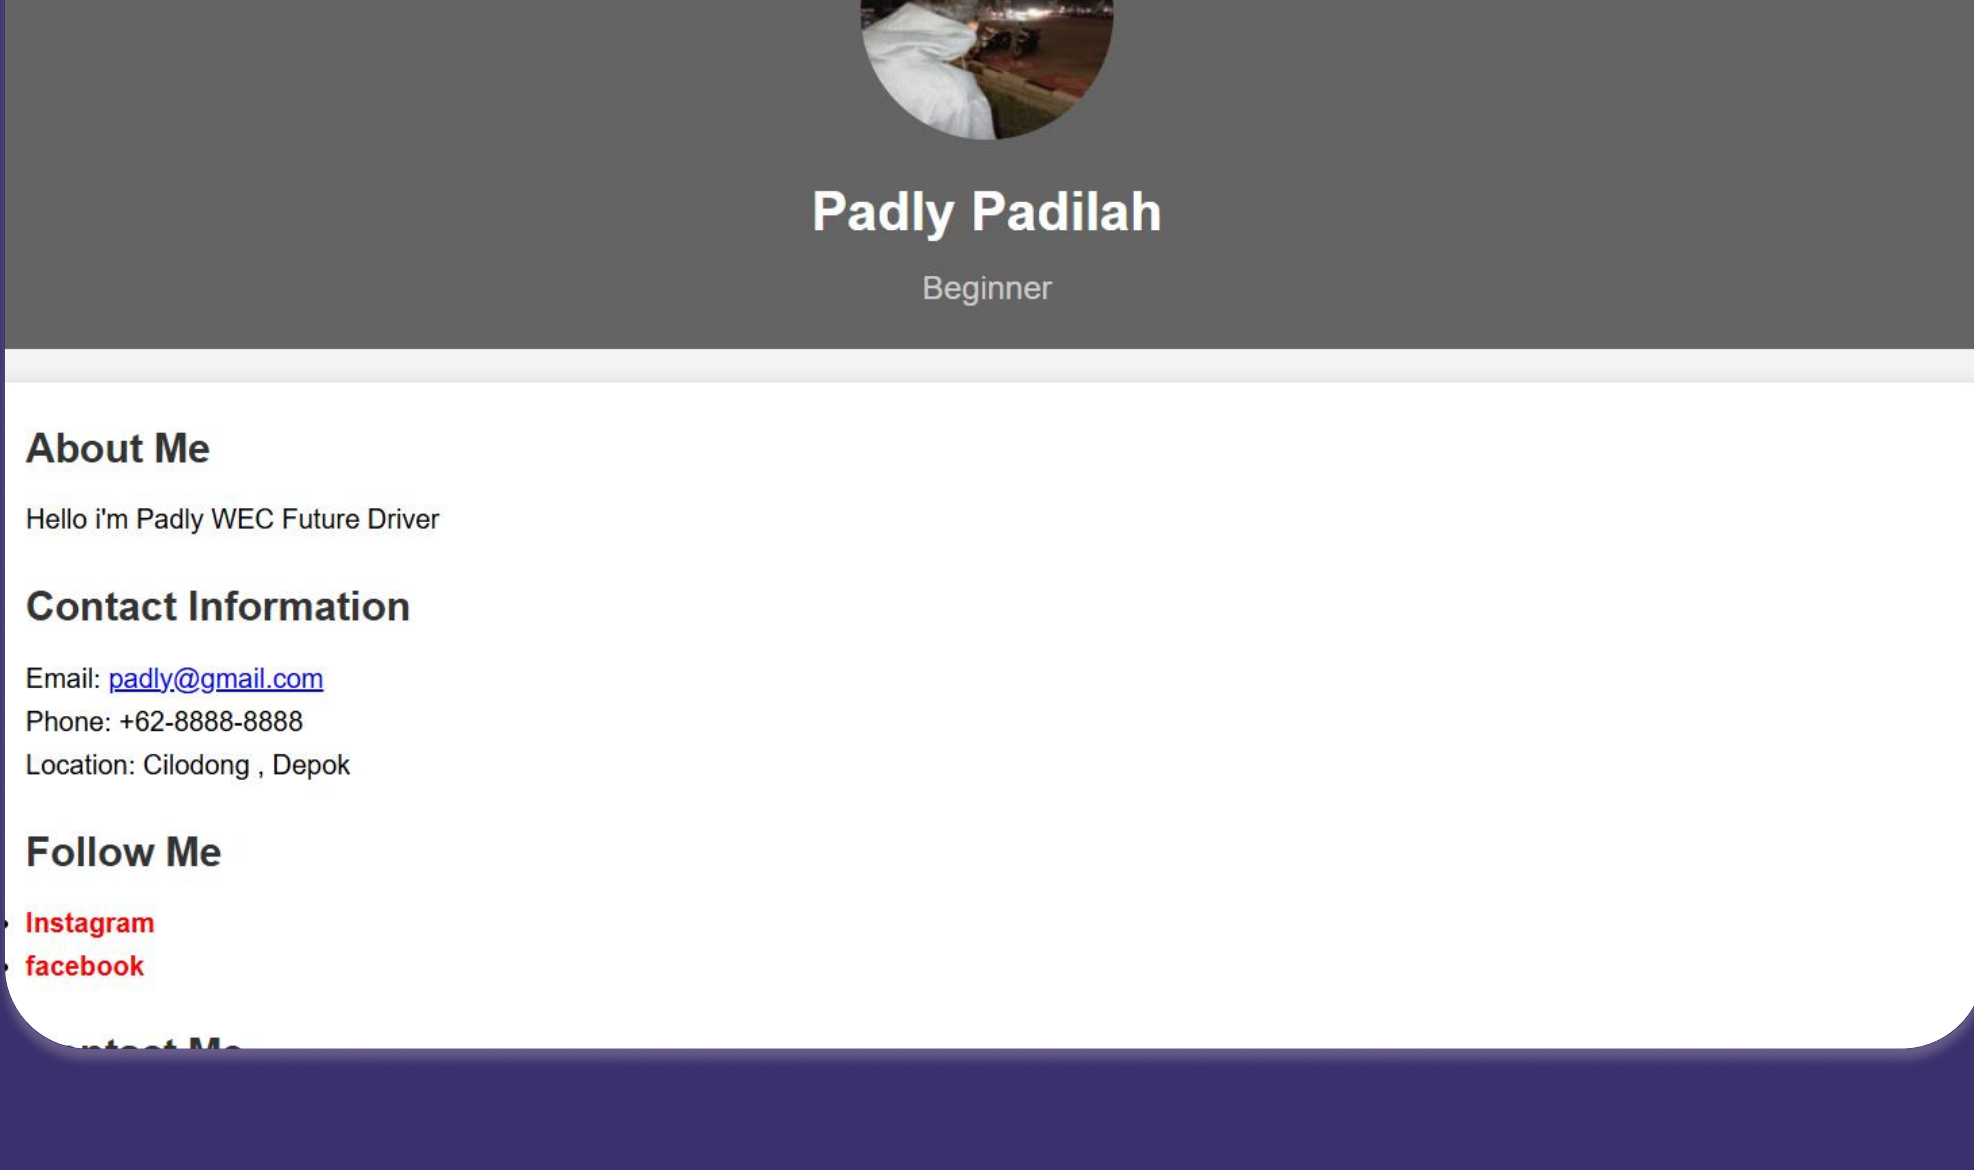 Padly Padilah
Beginner
About Me
Hello i'm Padly WEC Future Driver
Contact Information
Email: padly@gmail.com
Phone: +62-8888-8888
Location: Cilodong , Depok
Follow Me
Instagram
facebook
Me